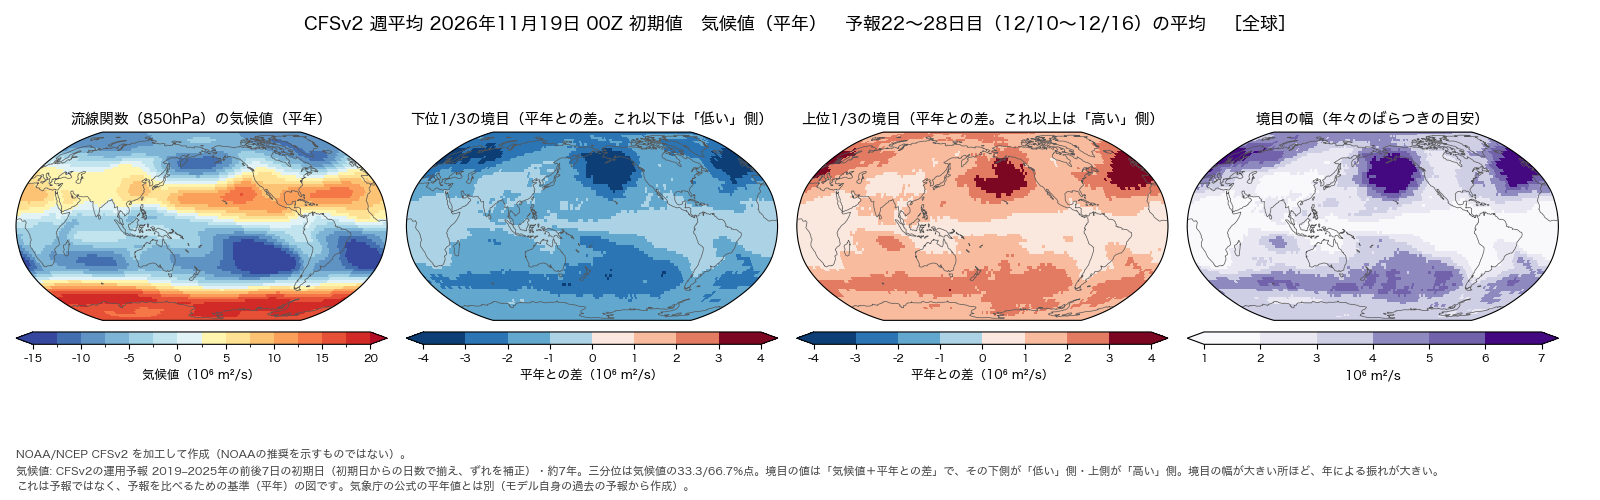 CFSv2 週平均 2026年11月19日 00Z 初期値　気候値（平年）　予報22〜28日目（12/10〜12/16）の平均　［全球］
流線関数（850hPa）の気候値（平年）
下位1/3の境目（平年との差。これ以下は「低い」側）
上位1/3の境目（平年との差。これ以上は「高い」側）
境目の幅（年々のばらつきの目安）
-15 -10 -5 0 5 10 15 20
-4 -3 -2 -1 0 1 2 3 4
-4 -3 -2 -1 0 1 2 3 4
1 2 3 4 5 6 7
気候値（10⁶ m²/s）
平年との差（10⁶ m²/s）
平年との差（10⁶ m²/s）
10⁶ m²/s
NOAA/NCEP CFSv2 を加工して作成（NOAAの推奨を示すものではない）。
気候値: CFSv2の運用予報 2019–2025年の前後7日の初期日（初期日からの日数で揃え、ずれを補正）・約7年。三分位は気候値の33.3/66.7%点。境目の値は「気候値＋平年との差」で、その下側が「低い」側・上側が「高い」側。境目の幅が大きい所ほど、年による振れが大きい。
これは予報ではなく、予報を比べるための基準（平年）の図です。気象庁の公式の平年値とは別（モデル自身の過去の予報から作成）。